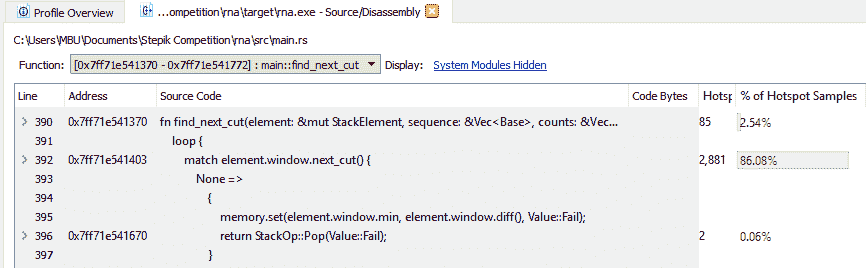 Profile Overview ...ompetition\rna\target\rna.exe - Source/Disassembly
C:\Users\MBU\Documents\Stepik Competition\rna\src\main.rs
Function: [0x7ff71e541370 - 0x7ff71e541772] : main::find_next_cut Display: System Modules Hidden
Line Address Source Code Code Bytes Hotsp % of Hotspot Samples
390 0x7ff71e541370 fn find_next_cut(element: &mut StackElement, sequence: &Vec<Base>, counts: &Vec... 85 2.54%
391 loop {
392 0x7ff71e541403 match element.window.next_cut() { 2,881 86.08%
393 None =>
394 {
395 memory.set(element.window.min, element.window.diff(), Value::Fail);
396 0x7ff71e541670 return StackOp::Pop(Value::Fail); 2 0.06%
397 }